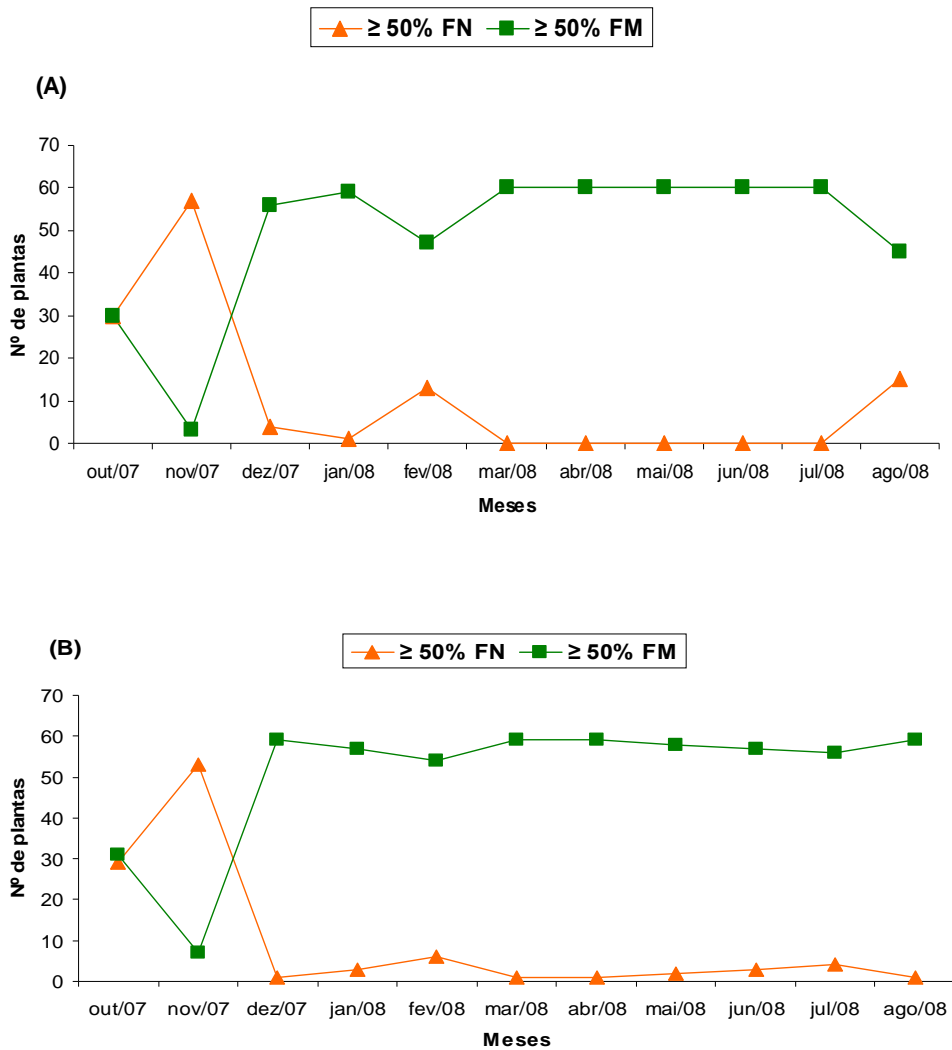 ≥ 50% FN ≥ 50% FM
(A)
Nº de plantas
70
60
50
40
30
20
10
0
out/07 nov/07 dez/07 jan/08 fev/08 mar/08 abr/08 mai/08 jun/08 jul/08 ago/08
Meses
(B)
≥ 50% FN ≥ 50% FM
Nº de plantas
70
60
50
40
30
20
10
0
out/07 nov/07 dez/07 jan/08 fev/08 mar/08 abr/08 mai/08 jun/08 jul/08 ago/08
Meses